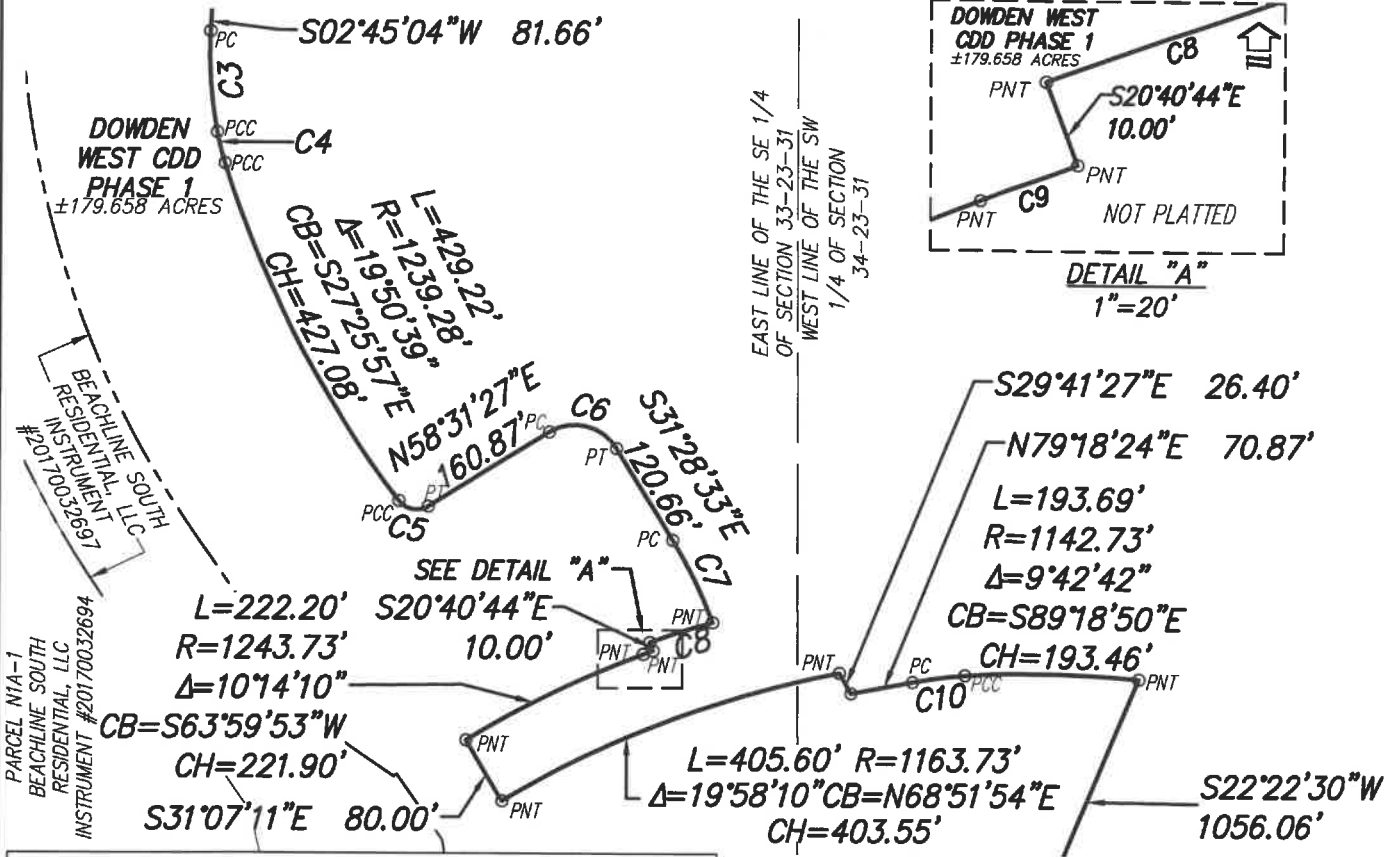 S02°45'04"W 81.66'
PC
C3
PCC
C4
PCC
DOWDEN
WEST CDD
PHASE 1
±179.658 ACRES
L=429.22'
R=1239.28'
Δ=19°50'39"
CB=S27°25'57"E
CH=427.08'
EAST LINE OF THE SE 1/4
OF SECTION 33-23-31
WEST LINE OF THE SW
1/4 OF SECTION
34-23-31
DOWDEN WEST
CDD PHASE 1
±179.658 ACRES
C8
PNT
S20°40'44"E
10.00'
PNT
C9
PNT
NOT PLATTED
DETAIL "A"
1"=20'
BEACHLINE SOUTH
RESIDENTIAL, LLC
INSTRUMENT
#20170032697
N58°31'27"E
160.87'
PC
C6
PT
S31°28'33"E
120.66'
PCC
C5
PT
PC
C7
SEE DETAIL "A"
S20°40'44"E
10.00'
PNT
PNT
PNT
C8
S29°41'27"E 26.40'
N79°18'24"E 70.87'
L=193.69'
R=1142.73'
Δ=9°42'42"
CB=S89°18'50"E
CH=193.46'
PNT
PC
C10
PCC
PNT
PARCEL N1A-1
BEACHLINE SOUTH
RESIDENTIAL, LLC
INSTRUMENT #20170032694
L=222.20'
R=1243.73'
Δ=10°14'10"
CB=S63°59'53"W
CH=221.90'
PNT
PNT
S31°07'11"E 80.00'
L=405.60' R=1163.73'
Δ=19°58'10"CB=N68°51'54"E
CH=403.55'
S22°22'30"W
1056.06'